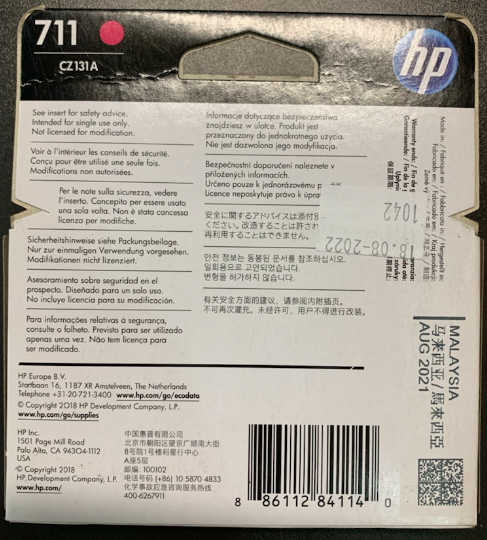 711
CZ131A
hp
See insert for safety advice.
Intended for single use only.
Not licensed for modification.
Voir à l'intérieur les conseils de sécurité.
Conçu pour être utilisé une seule fois.
Modifications non autorisées.
Per le note sulla sicurezza, vedere
l'inserto. Concepito per essere usato
una sola volta. Non è stata concessa
licenza per modifiche.
Sicherheitshinweise siehe Packungsbeilage.
Nur zur einmaligen Verwendung vorgesehen.
Modifikationen nicht lizenziert.
Asesoramiento sobre seguridad en el
prospecto. Diseñado para un solo uso.
No incluye licencia para su modificación.
Para informações relativas à segurança,
consulte o folheto. Previsto para ser utilizado
apenas uma vez. Não tem licença para
ser modificado.
Informacje dotyczące bezpieczeństwa
znajdziesz w ulotce. Produkt jest
przeznaczony do jednokrotnego użycia.
Nie jest dozwolona jego modyfikacja.
Bezpečnostní doporučení naleznete v
přiložených informacích.
Určeno pouze k jednorázovému p
Licence neposkytuje právo k úprav
安全に関するアドバイスは添付別
ください。改造することは許され
再利用することはできません。
안전 정보는 동봉된 문서를 참조하십시오.
일회용으로 고안되었습니다.
변형을 허가하지 않습니다.
有关安全方面的建议，请参阅内附插页。
不可再次灌充。未经许可，用户不得进行改装。
Made in / Fabriqué en : /
Warranty ends: / Fin de
1042
18-08-2022
MALAYSIA
马来西亚 / 馬來西亞
AUG 2021
HP Europe B.V.
Startbaan 16, 1187 XR Amstelveen, The Netherlands
Telephone +31-20-721-3400 www.hp.com/go/ecodata
© Copyright 2018 HP Development Company, L.P.
www.hp.com/go/supplies
HP Inc.
1501 Page Mill Road
Palo Alta, CA 94304-1112
USA
© Copyright 2018
HP Development Company, L.P.
www.hp.com/
中国惠普有限公司
北京市朝阳区望京广顺南大街
8号院1号楼利星行中心
A座5层
邮编: 100102
电话号码 (+86) 10 5870 4833
化学事故应急咨询服务热线
400-6267911
8 86112 84114 0